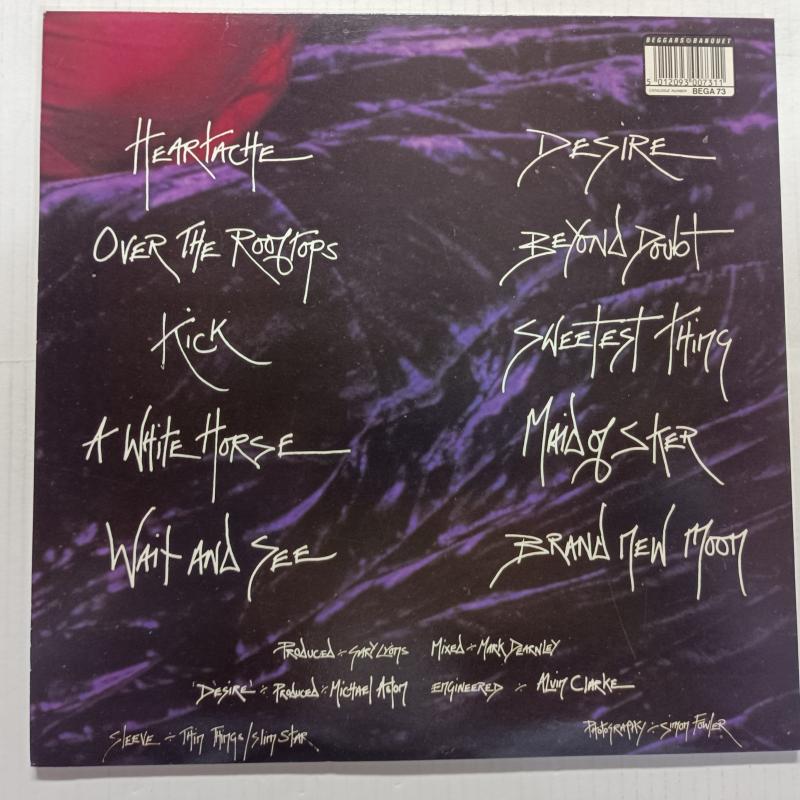 BEGGARS BANQUET
5 012093 007311
CATALOGUE NUMBER BEGA 73
HEARTACHE
OVER THE ROOFTOPS
KICK
A WHITE HORSE
WAIT AND SEE
DESIRE
BEYOND DOUBT
SWEETEST THING
MAID of SKER
BRAND NEW MOON
PRODUCED ÷ GARY LYONS MIXED ÷ MARK DEARNLEY
'DESIRE' ÷ PRODUCED ÷ MICHAEL ASTON ENGINEERED ÷ ALVIN CLARKE
SLEEVE ÷ THIN THINGS / SLIM STAR
PHOTOGRAPHY ÷ SIMON FOWLER